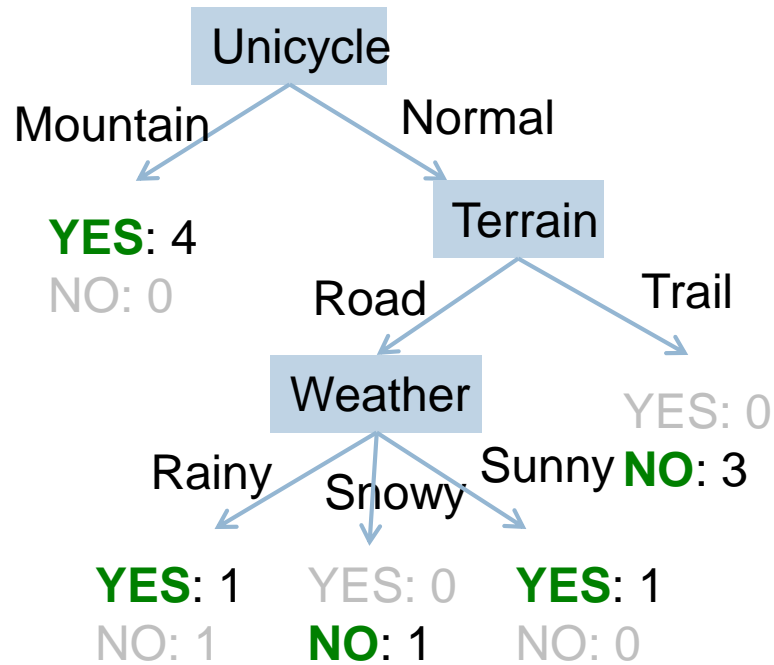 Unicycle
Mountain
Normal
YES: 4
NO: 0
Terrain
Road
Trail
Weather
YES: 0
NO: 3
Rainy
Snowy
Sunny
YES: 1
NO: 1
YES: 0
NO: 1
YES: 1
NO: 0